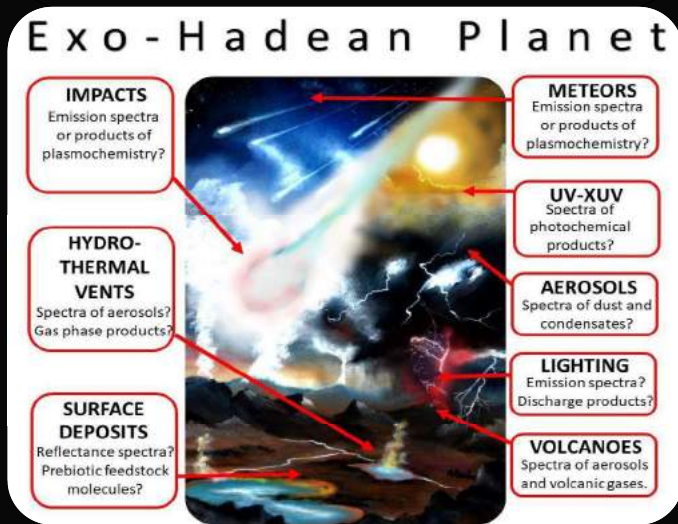 Exo-Hadean Planet
IMPACTS
Emission spectra
or products of
plasmochemistry?
HYDRO-
THERMAL
VENTS
Spectra of aerosols?
Gas phase products?
SURFACE
DEPOSITS
Reflectance spectra?
Prebiotic feedstock
molecules?
METEORS
Emission spectra
or products of
plasmochemistry?
UV-XUV
Spectra of
photochemical
products?
AEROSOLS
Spectra of dust and
condensates?
LIGHTING
Emission spectra?
Discharge products?
VOLCANOES
Spectra of aerosols
and volcanic gases.